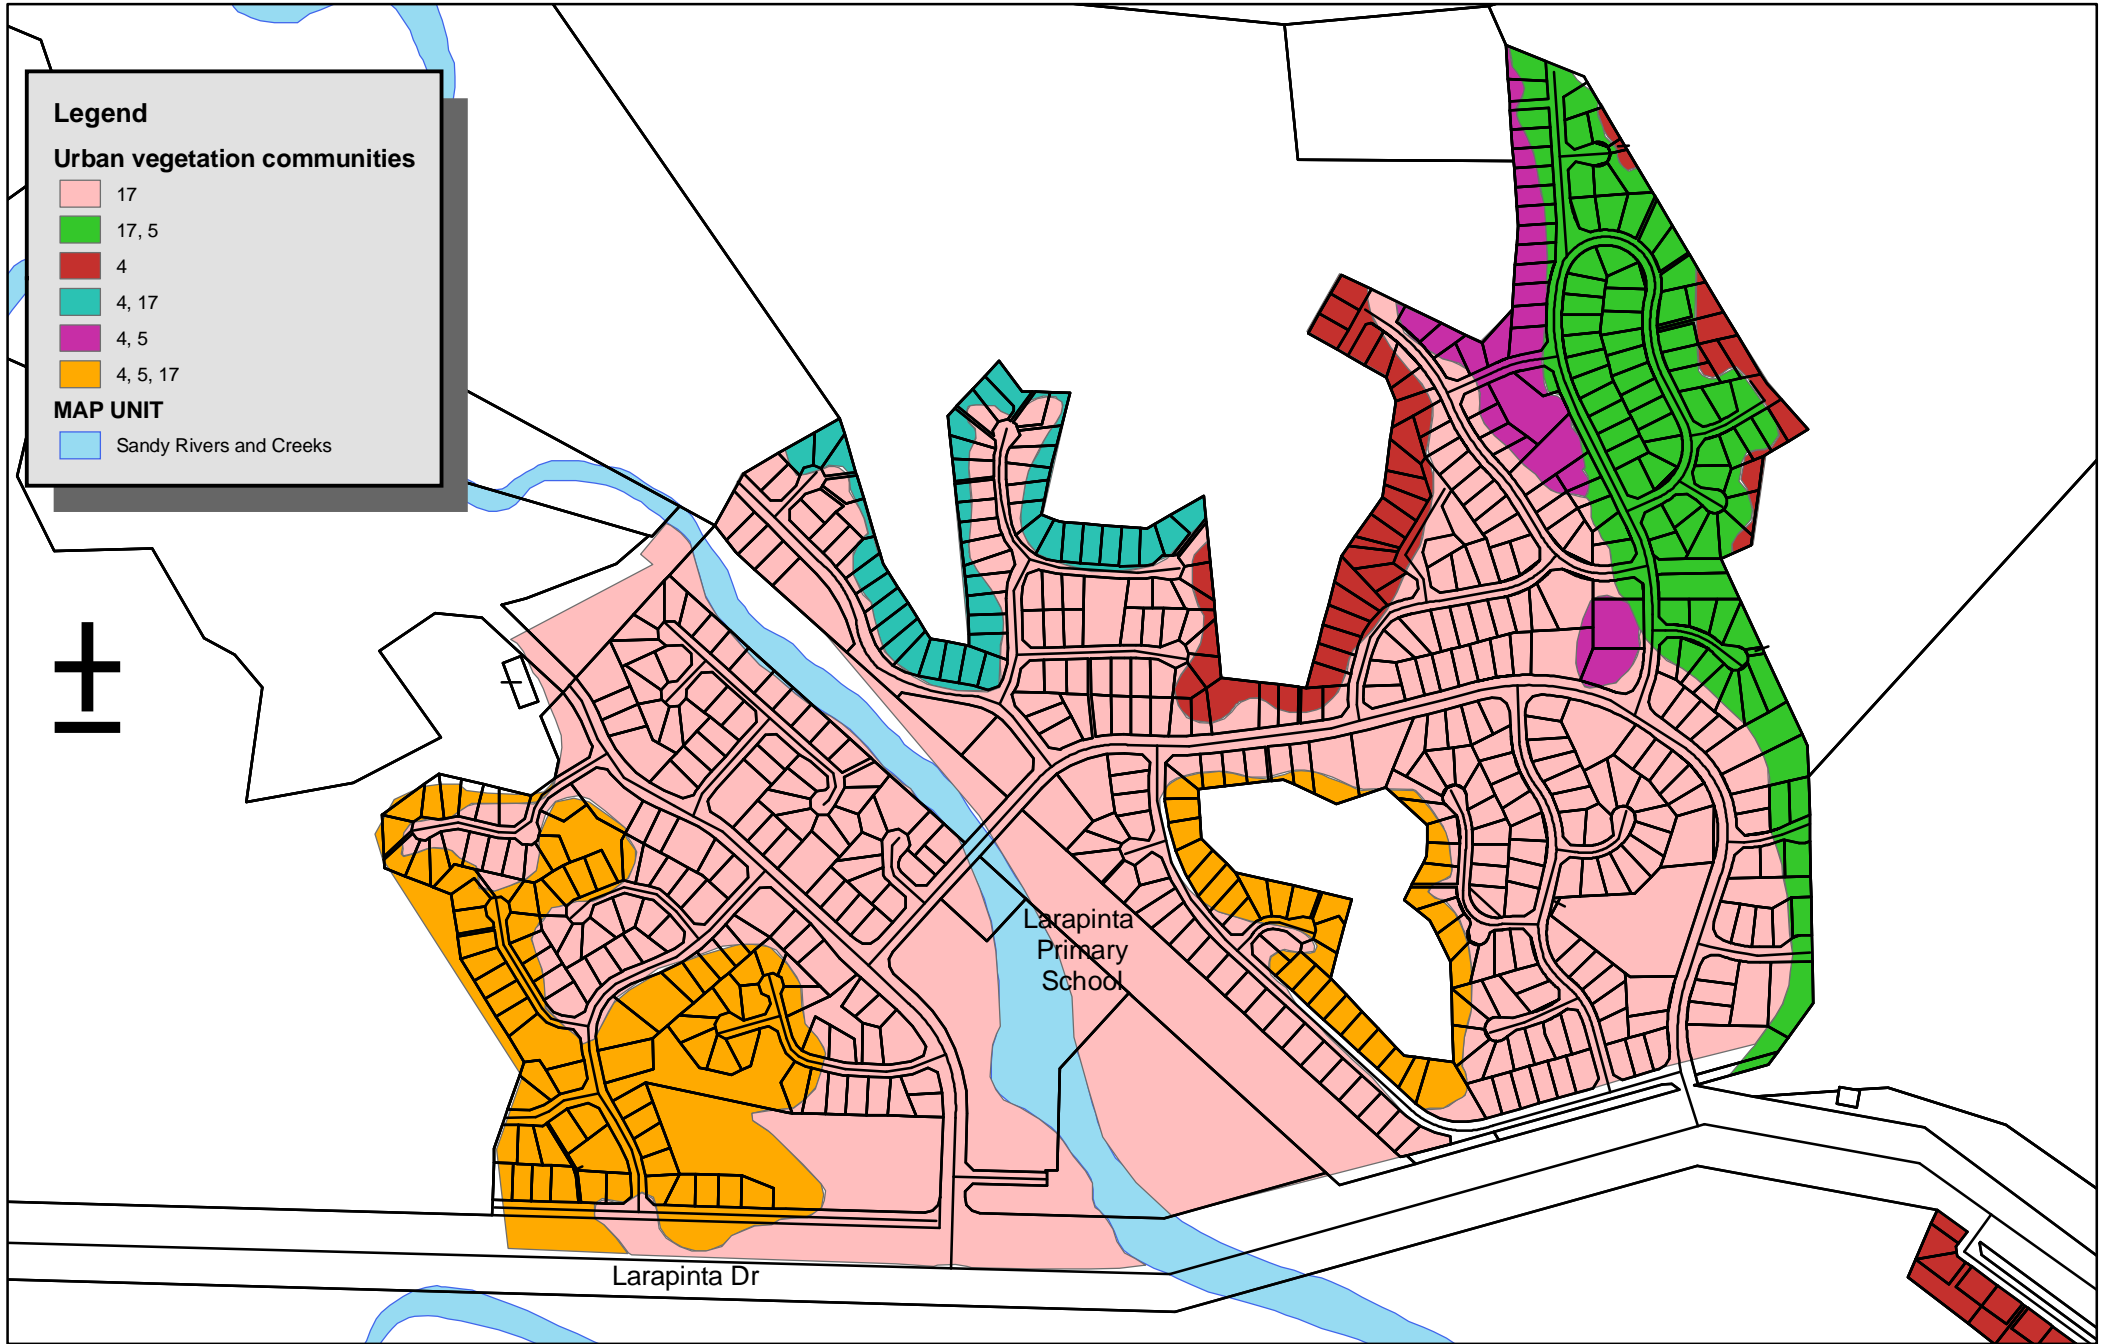 Legend
Urban vegetation communities
17
17, 5
4
4, 17
4, 5
4, 5, 17
MAP UNIT
Sandy Rivers and Creeks
Larapinta
Primary
School
Larapinta Dr